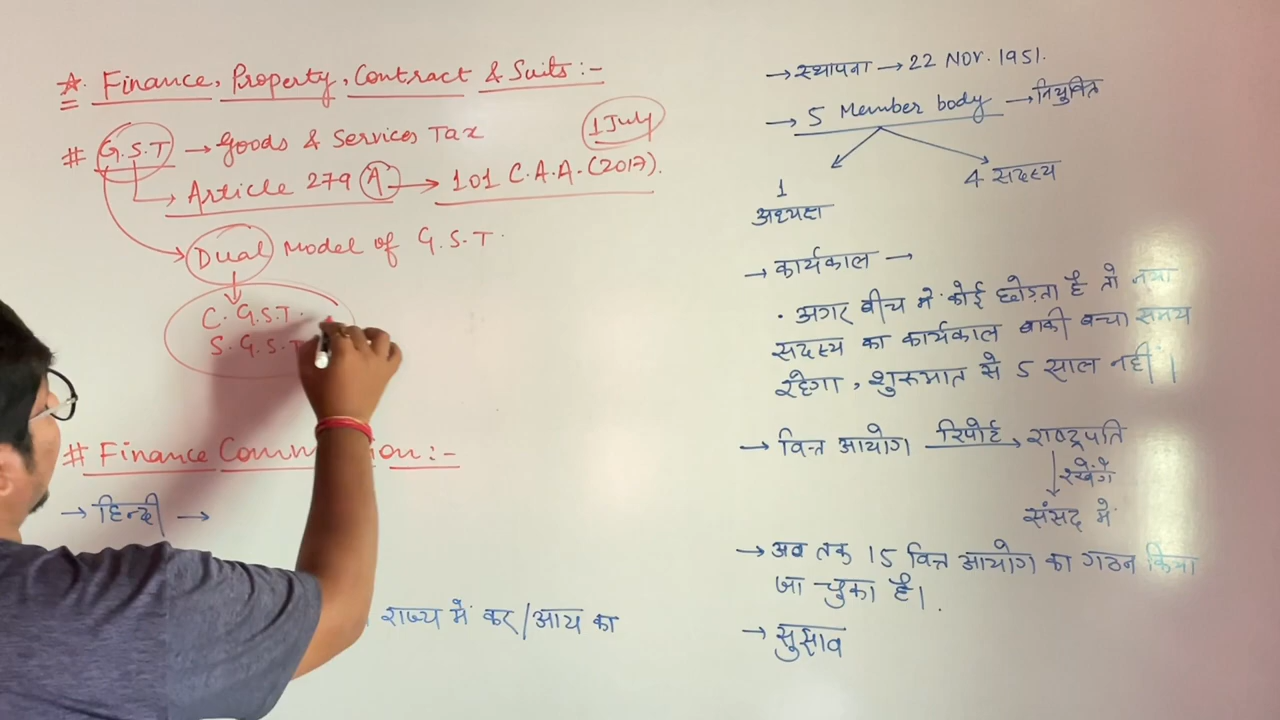 ☆. Finance, Property, Contract & Suits:-
# G.S.T → Goods & Services Tax
1 July
→ Article 279 A → 101 C.A.A.(2017).
Dual Model of G.S.T.
C.G.S.T.
S.G.S.T
# Finance Comm ion:-
→ हिन्दी →
राज्य में कर/आय का
→ स्थापना → 22 NOV. 1951.
→ 5 Member body → नियुक्ति
1
अध्यक्ष
4 सदस्य
→ कार्यकाल →
. अगर बीच में कोई छोड़ता है तो नया
सदस्य का कार्यकाल बाकी बचा समय
रहेगा, शुरूआत से 5 साल नहीं।
→ वित्त आयोग रिपोर्ट राष्ट्रपति
रखेंगे
संसद में
→ अब तक 15 वित्त आयोग का गठन किया
जा चुका है।.
→ सुझाव